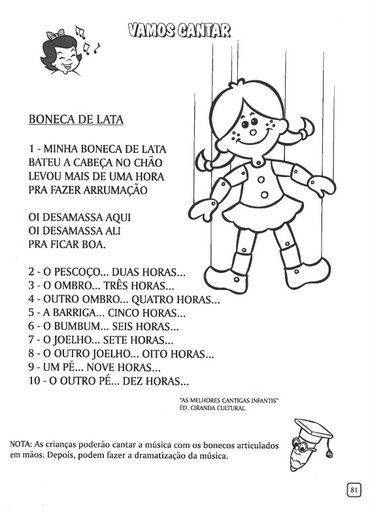 VAMOS CANTAR
BONECA DE LATA
1 - MINHA BONECA DE LATA
BATEU A CABEÇA NO CHÃO
LEVOU MAIS DE UMA HORA
PRA FAZER ARRUMAÇÃO
OI DESAMASSA AQUI
OI DESAMASSA ALI
PRA FICAR BOA.
2 - O PESCOÇO... DUAS HORAS...
3 - O OMBRO... TRÊS HORAS...
4 - OUTRO OMBRO... QUATRO HORAS...
5 - A BARRIGA... CINCO HORAS...
6 - O BUMBUM... SEIS HORAS...
7 - O JOELHO... SETE HORAS...
8 - O OUTRO JOELHO... OITO HORAS...
9 - UM PÉ... NOVE HORAS...
10 - O OUTRO PÉ... DEZ HORAS...
"AS MELHORES CANTIGAS INFANTIS"
ED. CIRANDA CULTURAL.
NOTA: As crianças poderão cantar a música com os bonecos articulados
em mãos. Depois, podem fazer a dramatização da música.
81